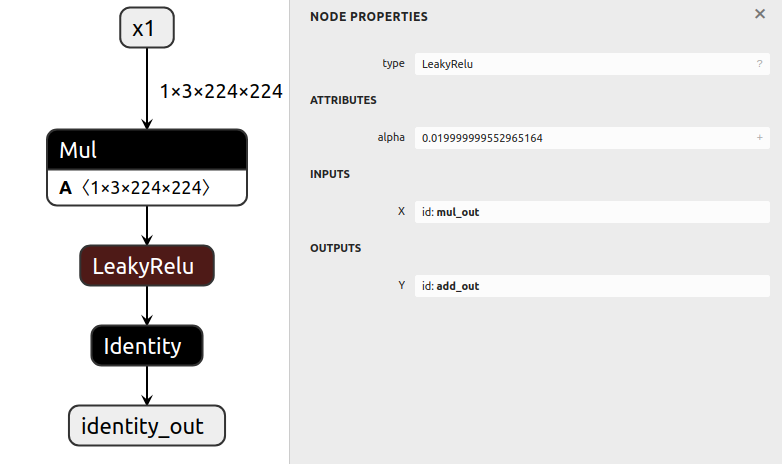 x1
1×3×224×224
Mul
A〈1×3×224×224〉
LeakyRelu
Identity
identity_out
NODE PROPERTIES ×
type LeakyRelu ?
ATTRIBUTES
alpha 0.019999999552965164 +
INPUTS
X id: mul_out
OUTPUTS
Y id: add_out